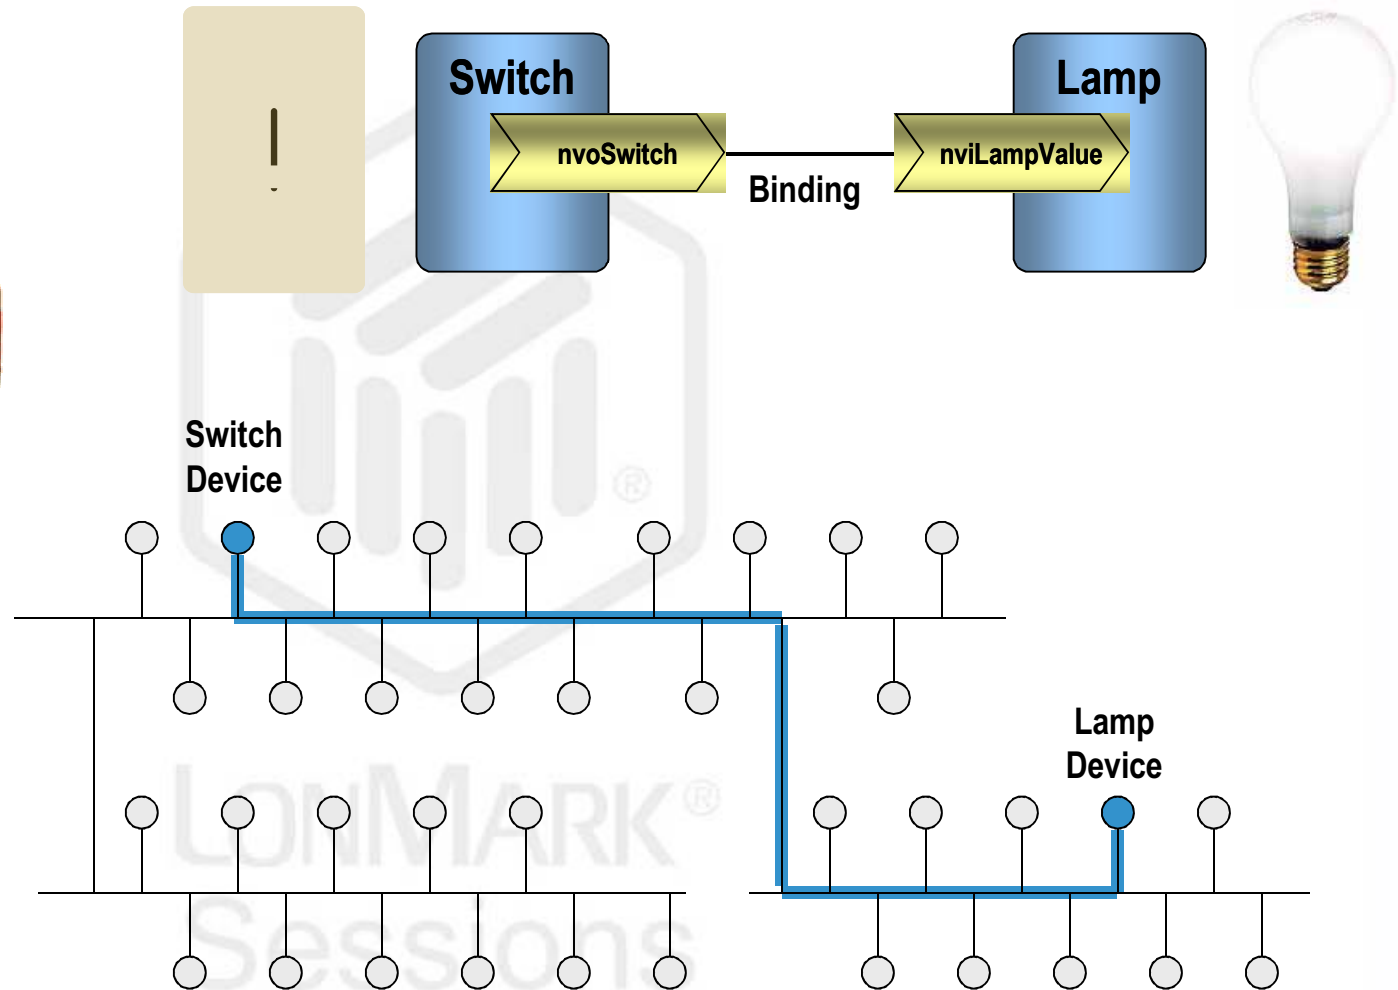 Switch
Lamp
nvoSwitch
nviLampValue
Binding
Switch
Device
®
Lamp
Device
LONMARK®
Sessions